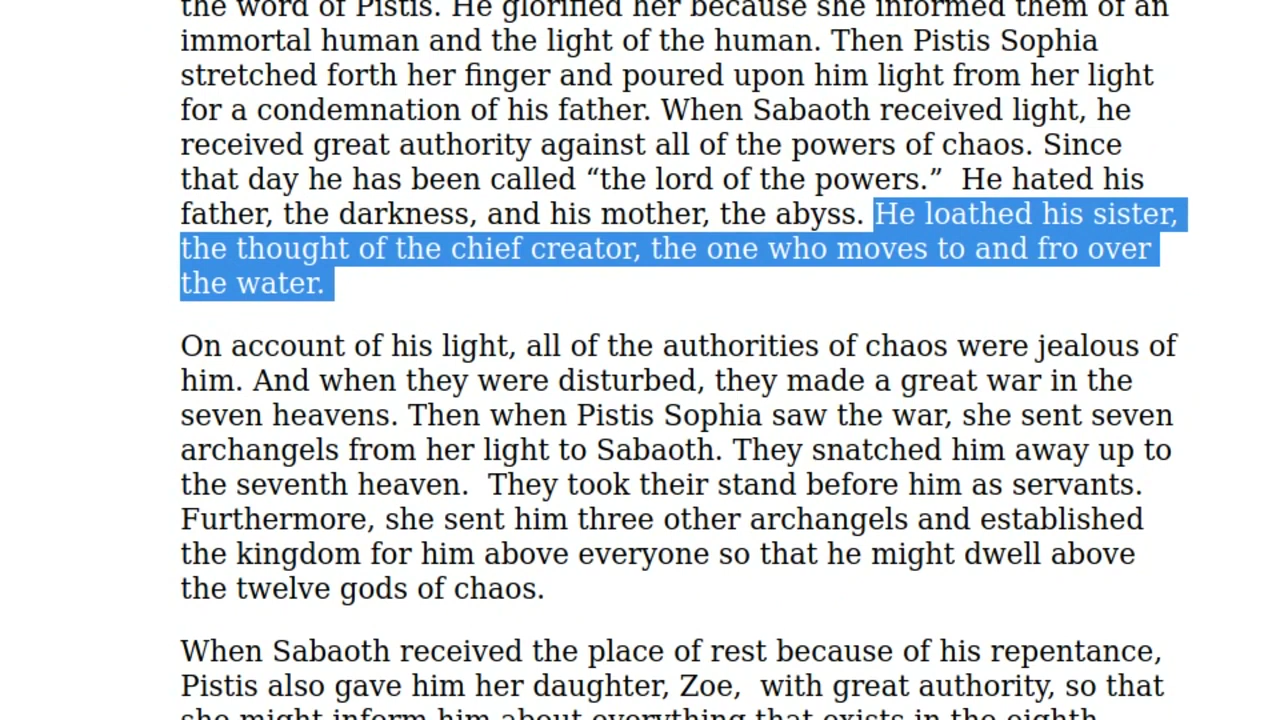 the word of Pistis. He glorified her because she informed them of an
immortal human and the light of the human. Then Pistis Sophia
stretched forth her finger and poured upon him light from her light
for a condemnation of his father. When Sabaoth received light, he
received great authority against all of the powers of chaos. Since
that day he has been called “the lord of the powers.”  He hated his
father, the darkness, and his mother, the abyss. He loathed his sister,
the thought of the chief creator, the one who moves to and fro over
the water.
On account of his light, all of the authorities of chaos were jealous of
him. And when they were disturbed, they made a great war in the
seven heavens. Then when Pistis Sophia saw the war, she sent seven
archangels from her light to Sabaoth. They snatched him away up to
the seventh heaven.  They took their stand before him as servants.
Furthermore, she sent him three other archangels and established
the kingdom for him above everyone so that he might dwell above
the twelve gods of chaos.
When Sabaoth received the place of rest because of his repentance,
Pistis also gave him her daughter, Zoe,  with great authority, so that
she might inform him about everything that exists in the eighth